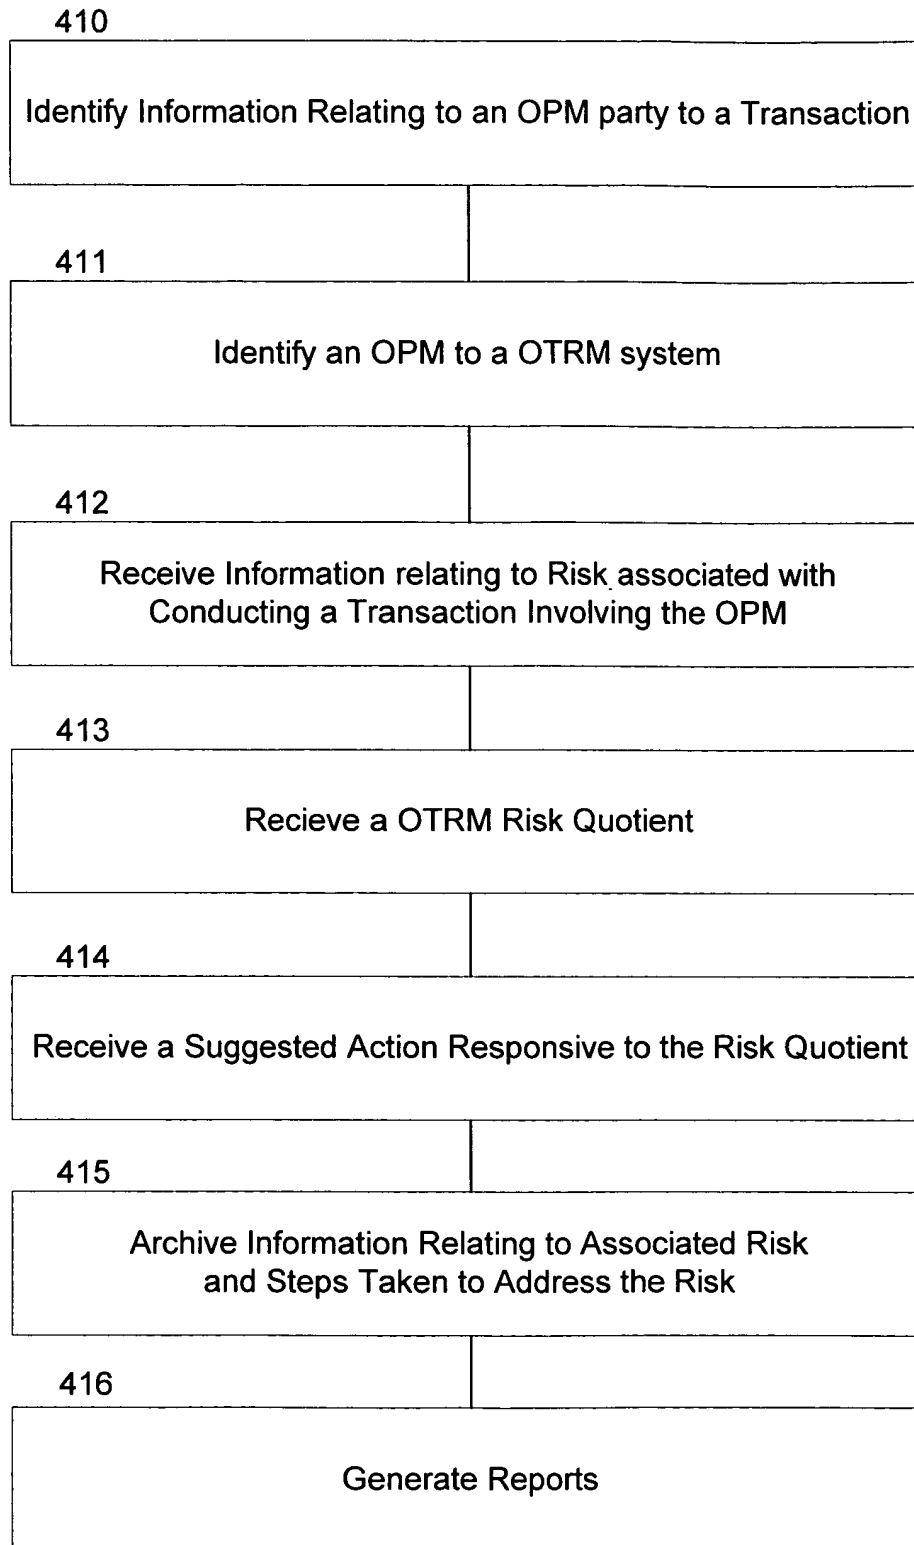 410
Identify Information Relating to an OPM party to a Transaction
411
Identify an OPM to a OTRM system
412
Receive Information relating to Risk associated with
Conducting a Transaction Involving the OPM
413
Recieve a OTRM Risk Quotient
414
Receive a Suggested Action Responsive to the Risk Quotient
415
Archive Information Relating to Associated Risk
and Steps Taken to Address the Risk
416
Generate Reports